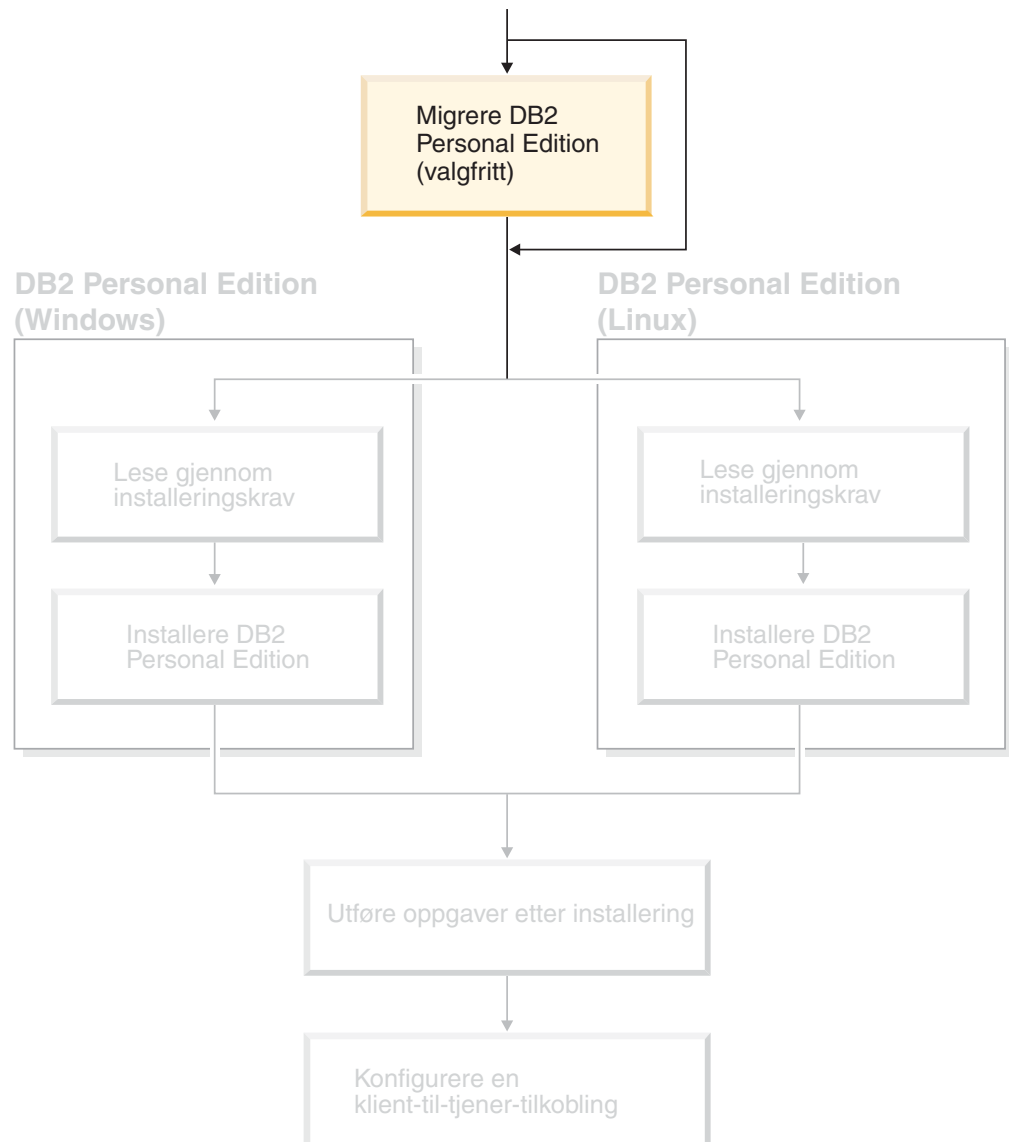 Migrere DB2
Personal Edition
(valgfritt)
DB2 Personal Edition
(Windows)
Lese gjennom
installeringskrav
Installere DB2
Personal Edition
DB2 Personal Edition
(Linux)
Lese gjennom
installeringskrav
Installere DB2
Personal Edition
Utføre oppgaver etter installering
Konfigurere en
klient-til-tjener-tilkobling